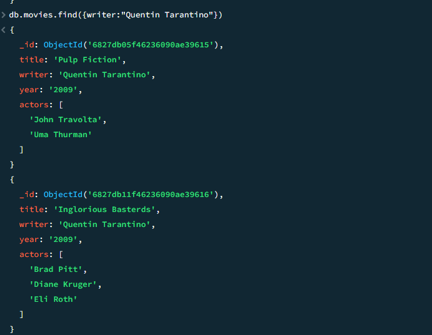 }
> db.movies.find({writer:"Quentin Tarantino"})
< {
_id: ObjectId('6827db05f46236090ae39615'),
title: 'Pulp Fiction',
writer: 'Quentin Tarantino',
year: '2009',
actors: [
'John Travolta',
'Uma Thurman'
]
}
{
_id: ObjectId('6827db11f46236090ae39616'),
title: 'Inglorious Basterds',
writer: 'Quentin Tarantino',
year: '2009',
actors: [
'Brad Pitt',
'Diane Kruger',
'Eli Roth'
]
}